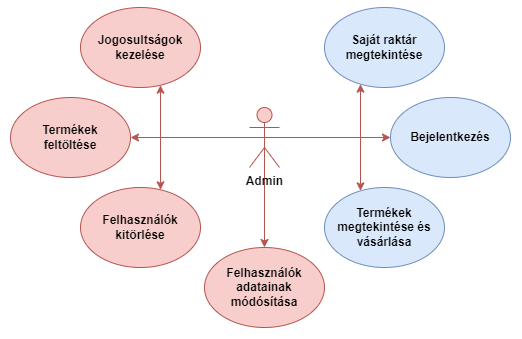 Jogosultságok
kezelése
Saját raktár
megtekintése
Termékek
feltöltése
Bejelentkezés
Admin
Felhasználók
kitörlése
Termékek
megtekintése és
vásárlása
Felhasználók
adatainak
módósítása